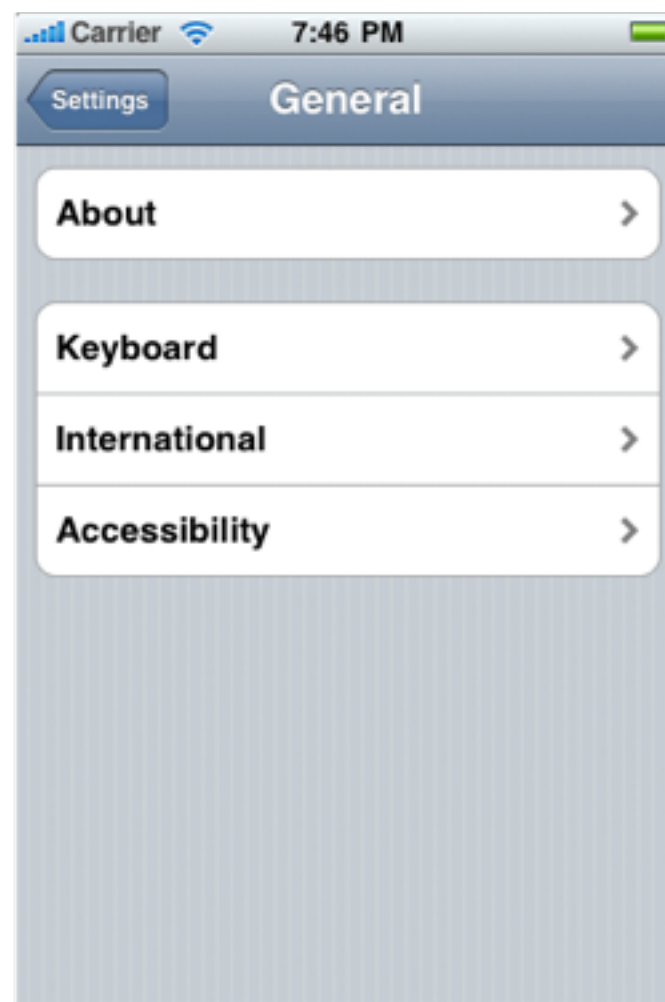 Carrier 7:46 PM
Settings General
About
Keyboard
International
Accessibility